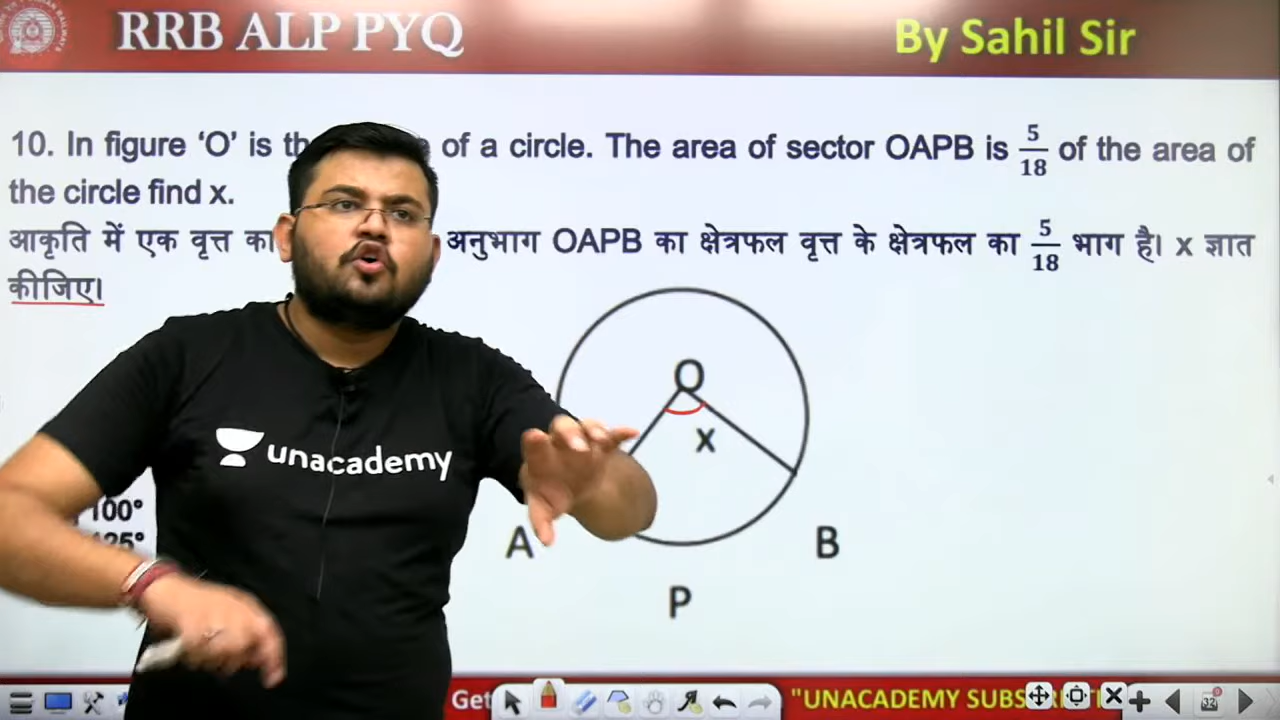 RRB ALP PYQ
By Sahil Sir
10. In figure ‘O’ is of a circle. The area of sector OAPB is 5/18 of the area of
the circle find x.
आकृति में एक वृत्त का अनुभाग OAPB का क्षेत्रफल वृत्त के क्षेत्रफल का 5/18 भाग है। x ज्ञात
कीजिए।
O
x
unacademy
100°
A
B
P
Get
"UNACADEMY
32